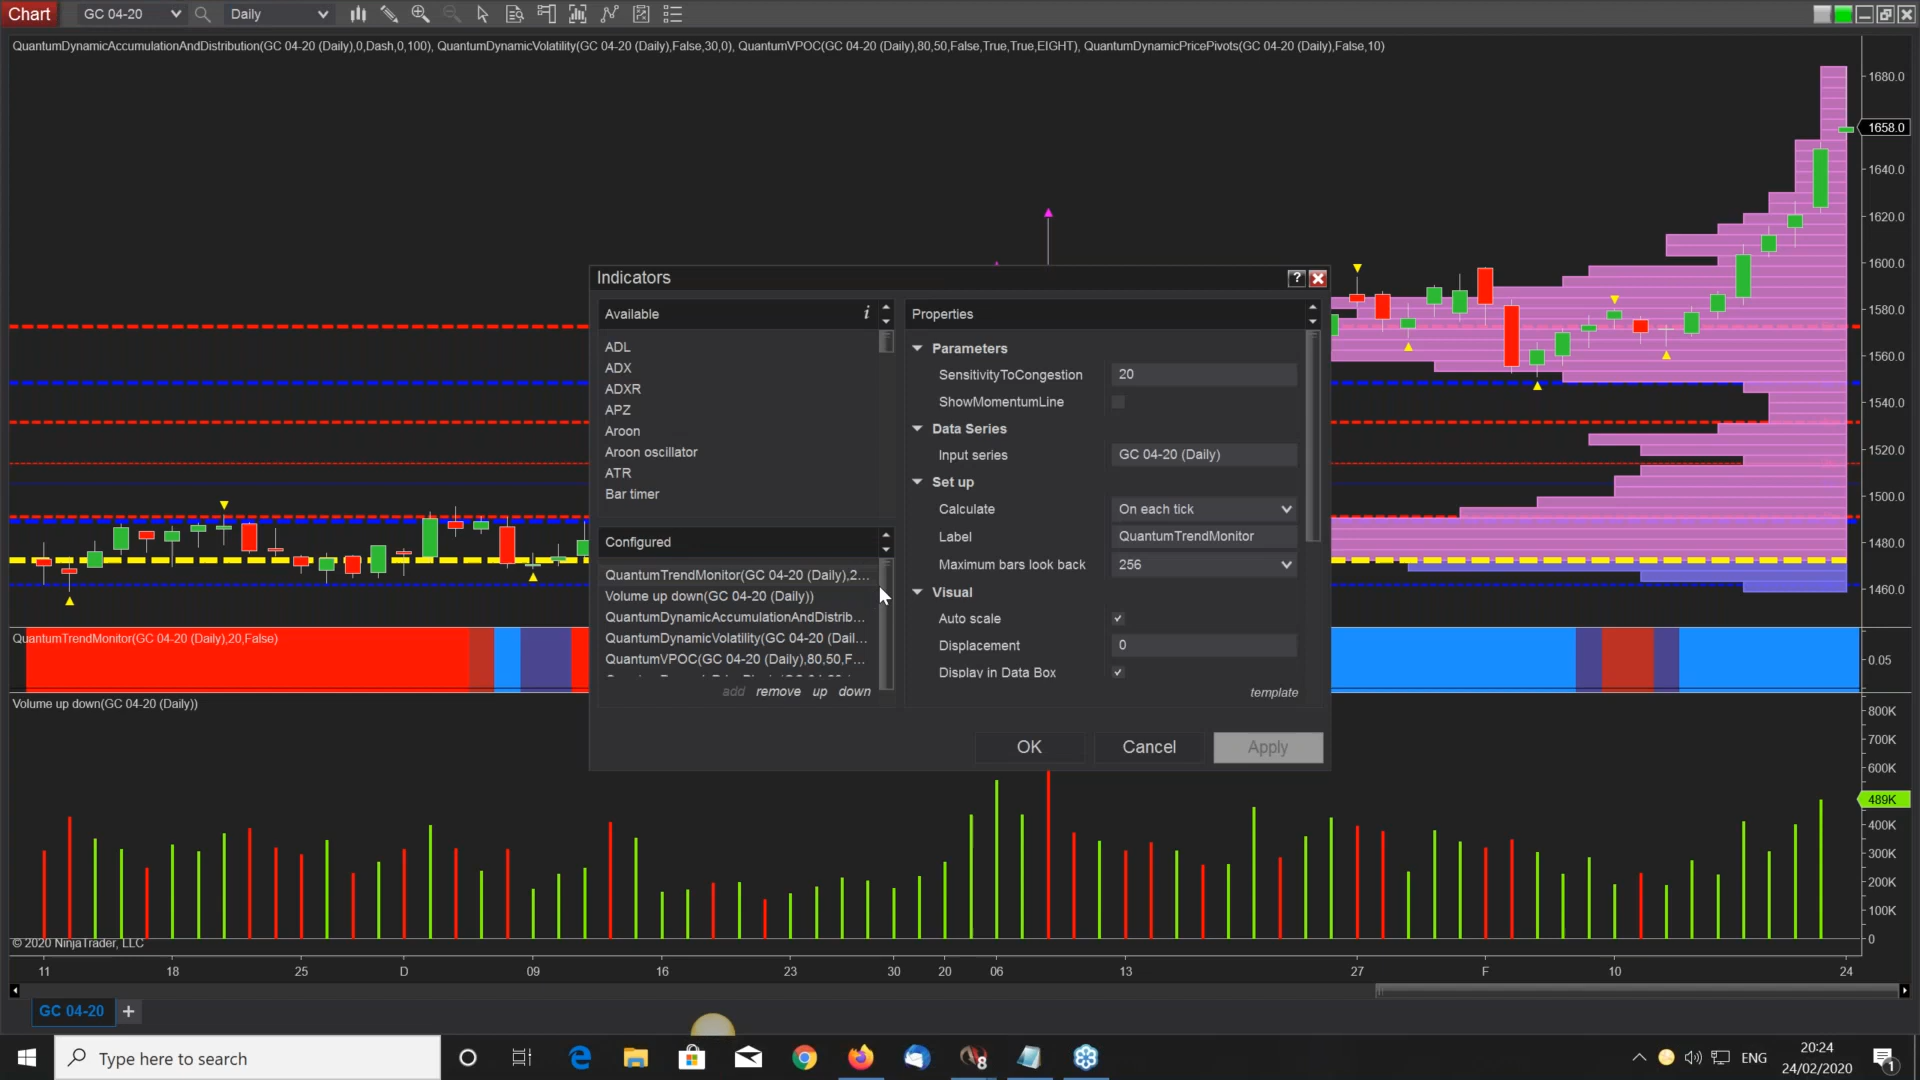 Chart GC 04-20 Daily
QuantumDynamicAccumulationAndDistribution(GC 04-20 (Daily),0,Dash,0,100), QuantumDynamicVolatility(GC 04-20 (Daily),False,30,0), QuantumVPOC(GC 04-20 (Daily),80,50,False,True,True,EIGHT), QuantumDynamicPricePivots(GC 04-20 (Daily),False,10)
1680.0
1658.0
1640.0
1620.0
1600.0
1580.0
1560.0
1540.0
1520.0
1500.0
1480.0
1460.0
Indicators ?
Available i
ADL
ADX
ADXR
APZ
Aroon
Aroon oscillator
ATR
Bar timer
Configured
QuantumTrendMonitor(GC 04-20 (Daily),2...
Volume up down(GC 04-20 (Daily))
QuantumDynamicAccumulationAndDistrib...
QuantumDynamicVolatility(GC 04-20 (Dail...
QuantumVPOC(GC 04-20 (Daily),80,50,F...
add remove up down
Properties
Parameters
SensitivityToCongestion 20
ShowMomentumLine
Data Series
Input series GC 04-20 (Daily)
Set up
Calculate On each tick
Label QuantumTrendMonitor
Maximum bars look back 256
Visual
Auto scale
Displacement 0
Display in Data Box
template
OK Cancel Apply
QuantumTrendMonitor(GC 04-20 (Daily),20,False)
0.05
Volume up down(GC 04-20 (Daily))
800K
700K
600K
489K
400K
300K
200K
100K
0
© 2020 NinjaTrader, LLC
11 18 25 D 09 16 23 30 20 06 13 27 F 10 24
GC 04-20 +
Type here to search
8
ENG
20:24
24/02/2020
1